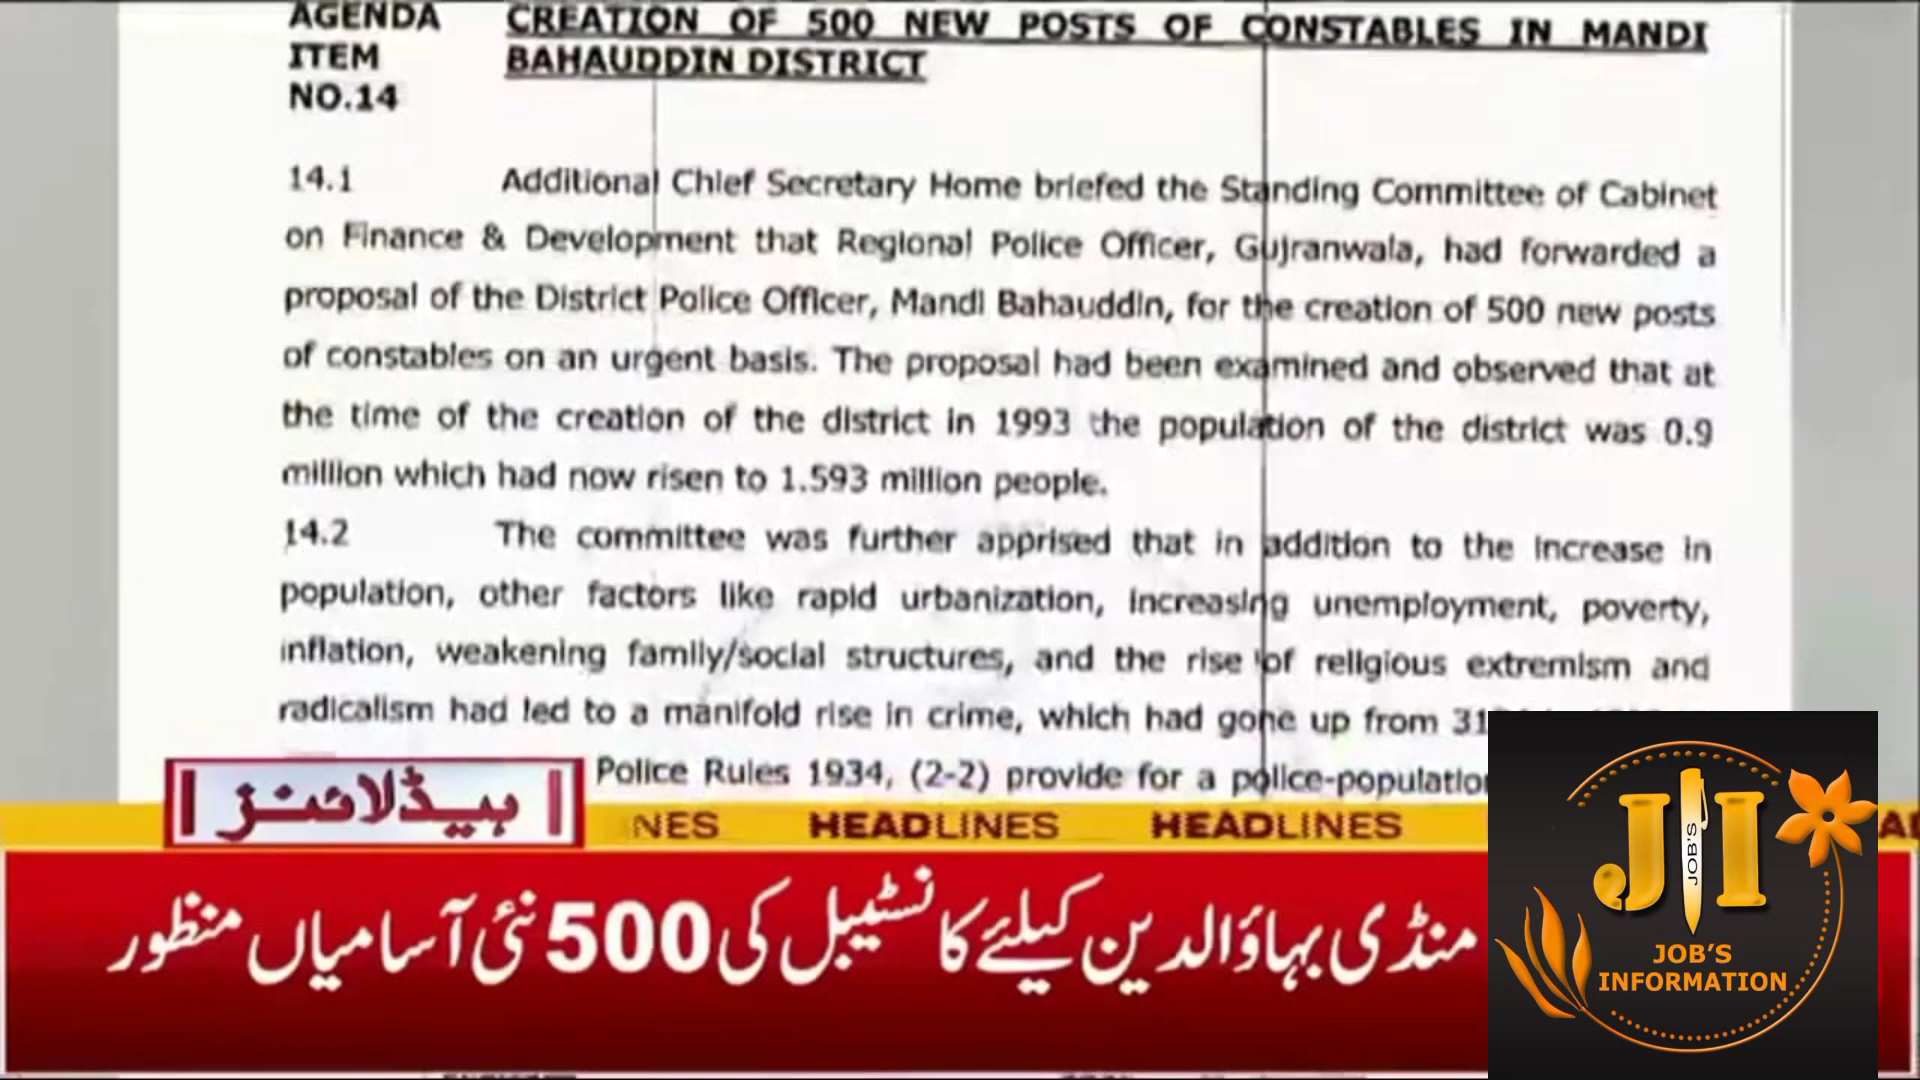 AGENDA ITEM NO.14
CREATION OF 500 NEW POSTS OF CONSTABLES IN MANDI
BAHAUDDIN DISTRICT
14.1 Additional Chief Secretary Home briefed the Standing Committee of Cabinet
on Finance & Development that Regional Police Officer, Gujranwala, had forwarded a
proposal of the District Police Officer, Mandi Bahauddin, for the creation of 500 new posts
of constables on an urgent basis. The proposal had been examined and observed that at
the time of the creation of the district in 1993 the population of the district was 0.9
million which had now risen to 1.593 million people.
14.2 The committee was further apprised that in addition to the increase in
population, other factors like rapid urbanization, increasing unemployment, poverty,
inflation, weakening family/social structures, and the rise of religious extremism and
radicalism had led to a manifold rise in crime, which had gone up from
Police Rules 1934, (2-2) provide for a
ہیڈلائنز
HEADLINES HEADLINES
منڈی بہاؤالدین کیلئے کانسٹیبل کی 500 نئی آسامیاں منظور
JI
JOB'S
JOB'S
INFORMATION